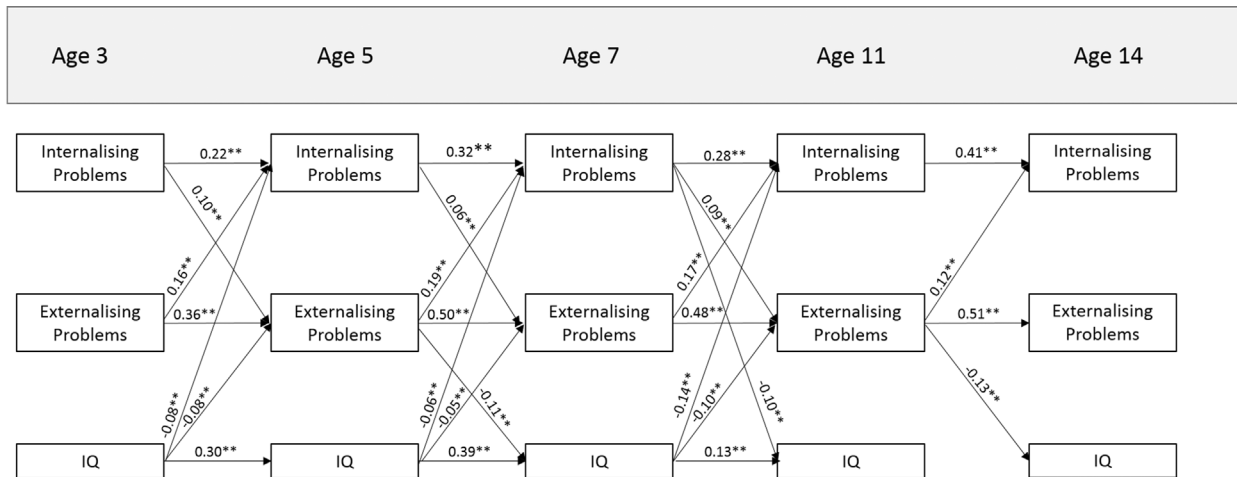 Age 3 Age 5 Age 7 Age 11 Age 14
Internalising Problems
Internalising Problems
Internalising Problems
Internalising Problems
Internalising Problems
0.22**
0.32**
0.28**
0.41**
0.10**
0.06**
0.09**
0.16**
0.19**
0.17**
0.12**
Externalising Problems
Externalising Problems
Externalising Problems
Externalising Problems
Externalising Problems
0.36**
0.50**
0.48**
0.51**
-0.08**
-0.08**
-0.06**
-0.05**
-0.11**
-0.14**
-0.10**
-0.10**
-0.13**
IQ
0.30**
IQ
0.39**
IQ
0.13**
IQ
IQ